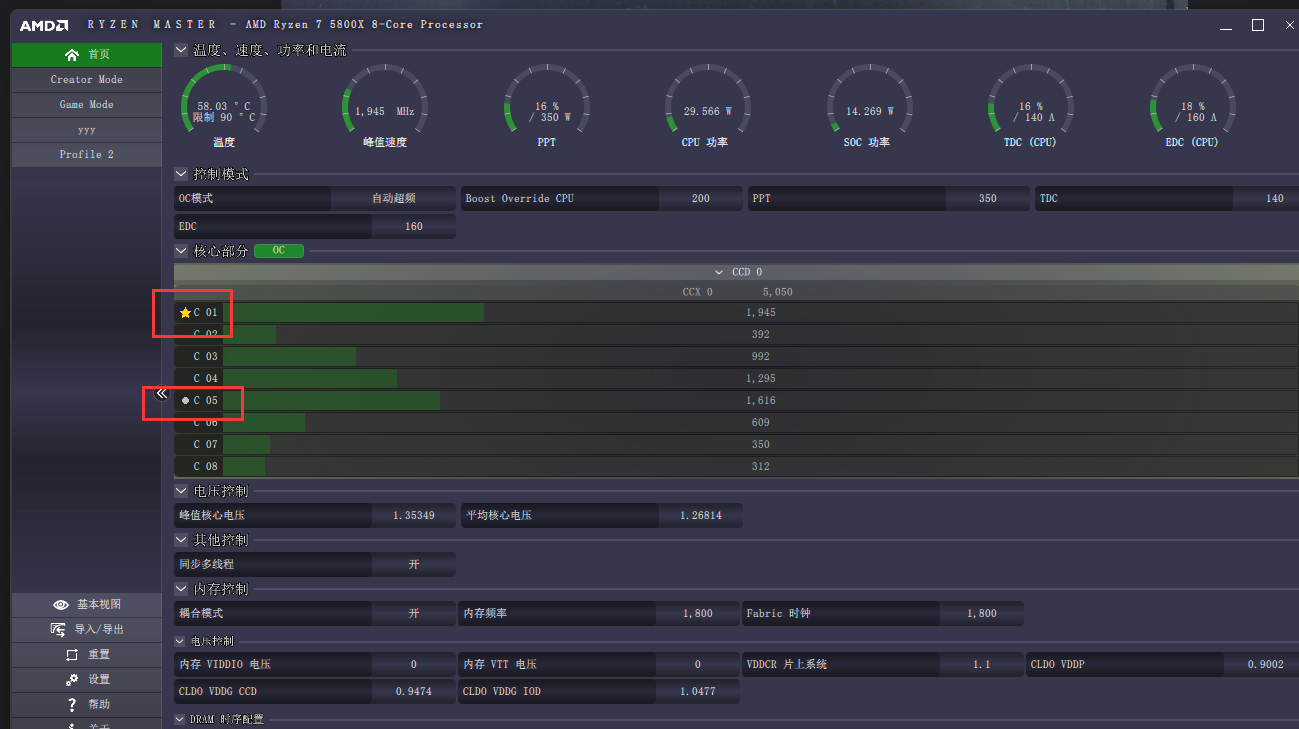 AMD RYZEN MASTER - AMD Ryzen 7 5800X 8-Core Processor
首页
Creator Mode
Game Mode
yyy
Profile 2
温度、速度、功率和电流
58.03 °C
限制 90 °C
温度
1,945 MHz
峰值速度
16 %
/ 350 W
PPT
29.566 W
CPU 功率
14.269 W
SOC 功率
16 %
/ 140 A
TDC (CPU)
18 %
/ 160 A
EDC (CPU)
控制模式
OC模式 自动超频 Boost Override CPU 200 PPT 350 TDC 140
EDC 160
核心部分 OC
CCD 0
CCX 0 5,050
C 01 1,945
C 02 392
C 03 992
C 04 1,295
C 05 1,616
C 06 609
C 07 350
C 08 312
电压控制
峰值核心电压 1.35349 平均核心电压 1.26814
其他控制
同步多线程 开
内存控制
耦合模式 开 内存频率 1,800 Fabric 时钟 1,800
电压控制
内存 VIDDIO 电压 0 内存 VTT 电压 0 VDDCR 片上系统 1.1 CLDO VDDP 0.9002
CLDO VDDG CCD 0.9474 CLDO VDDG IOD 1.0477
DRAM 时序配置
基本视图
导入/导出
重置
设置
帮助
关于